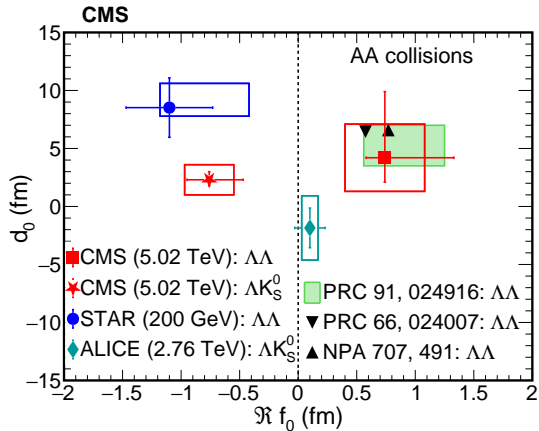 CMS
AA collisions
d₀ (fm)
15
10
5
0
−5
−10
−15
CMS (5.02 TeV): ΛΛ
CMS (5.02 TeV): ΛK⁰_S
STAR (200 GeV): ΛΛ
ALICE (2.76 TeV): ΛK⁰_S
PRC 91, 024916: ΛΛ
PRC 66, 024007: ΛΛ
NPA 707, 491: ΛΛ
−2 −1.5 −1 −0.5 0 0.5 1 1.5 2
ℜ f₀ (fm)